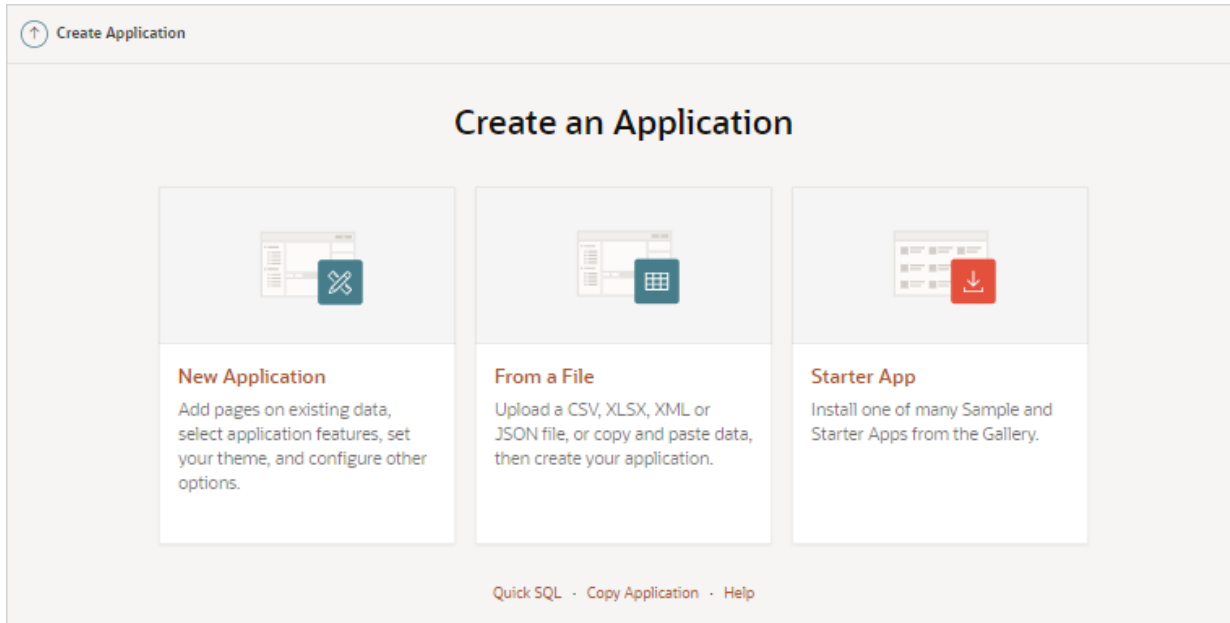 Create Application
Create an Application
New Application
Add pages on existing data,
select application features, set
your theme, and configure other
options.
From a File
Upload a CSV, XLSX, XML or
JSON file, or copy and paste data,
then create your application.
Starter App
Install one of many Sample and
Starter Apps from the Gallery.
Quick SQL · Copy Application · Help